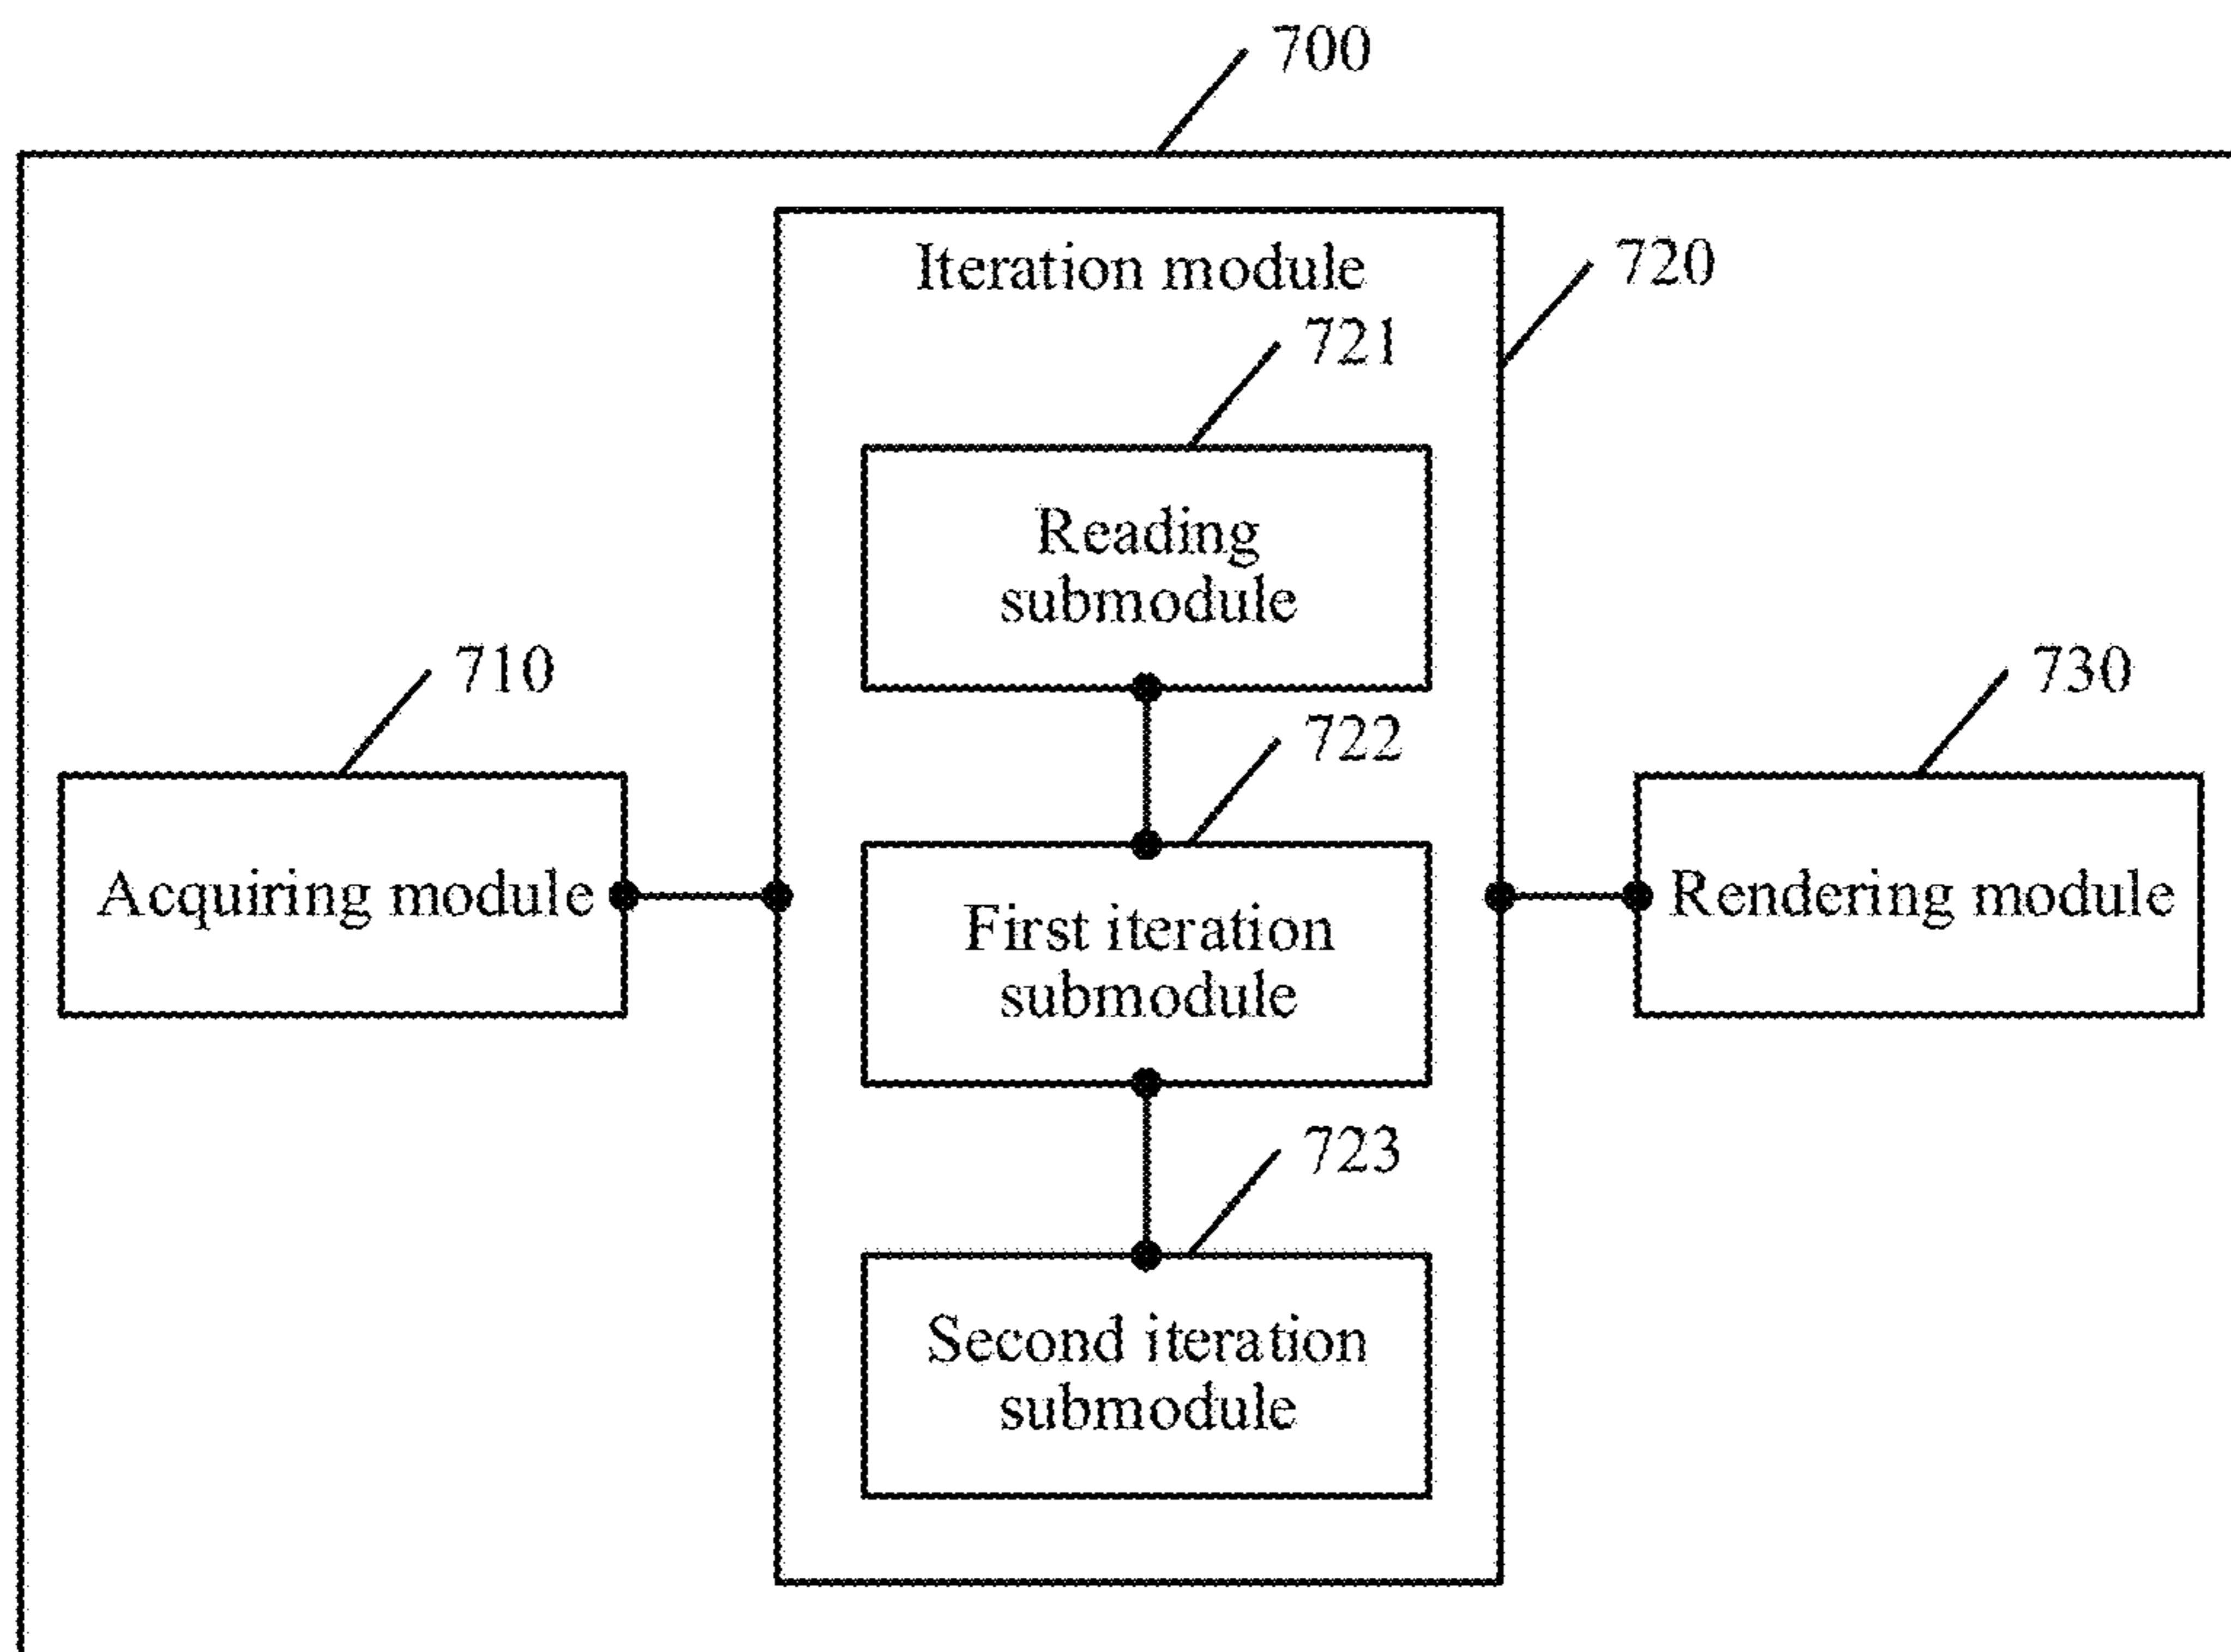 700
Iteration module
720
721
Reading
submodule
710
722
730
Acquiring module
First iteration
submodule
Rendering module
723
Second iteration
submodule